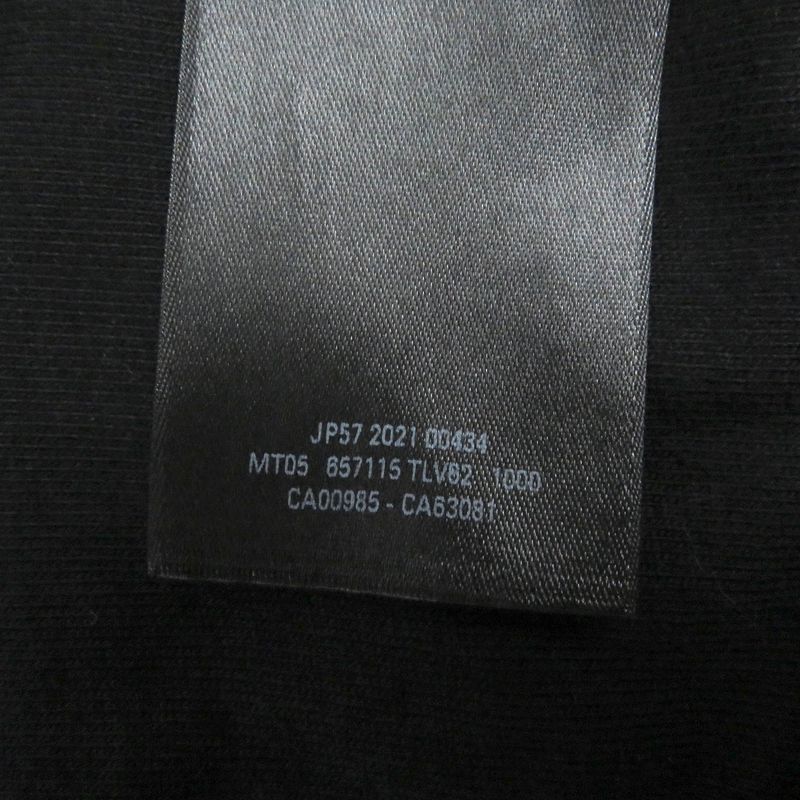 JP57 2021 00434
MT05 657115 TLV62 1000
CA00985 - CA63081